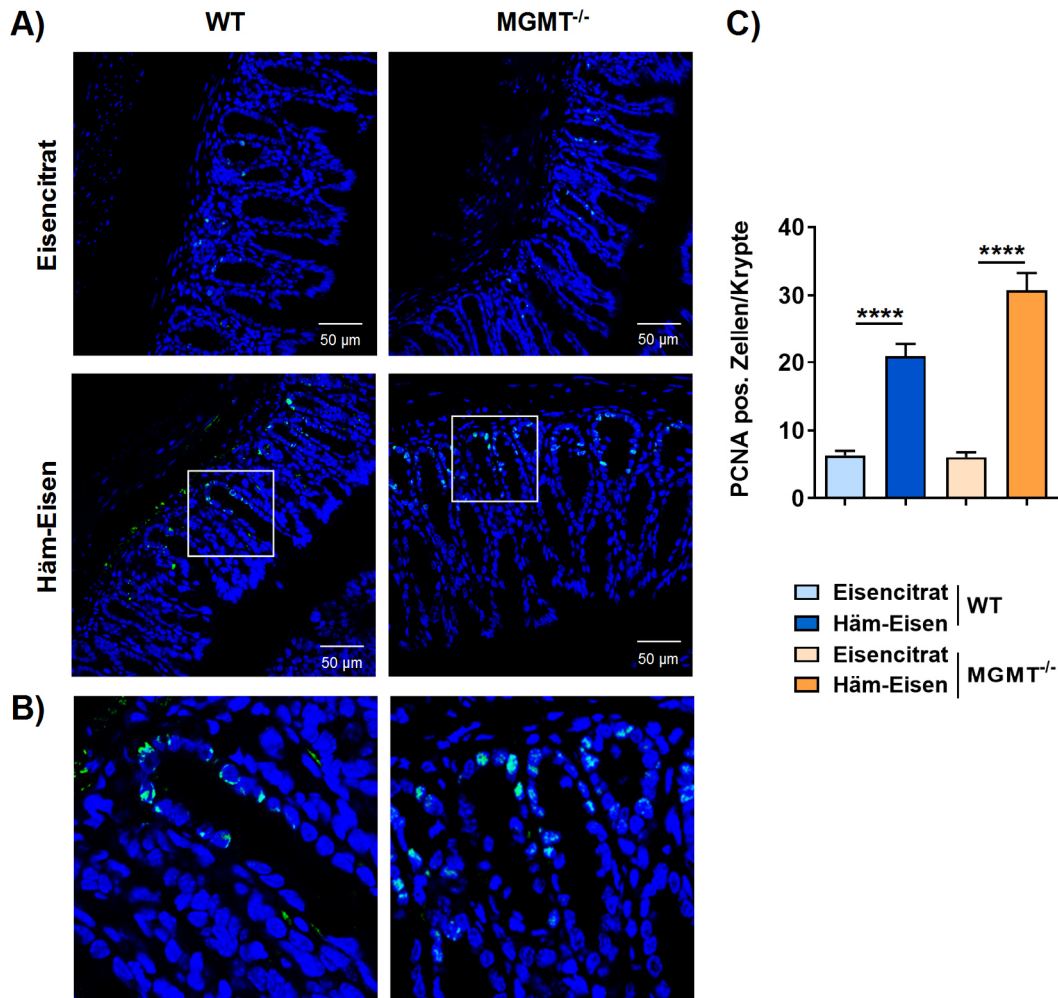 A)
WT
MGMT-/-
C)
Eisencitrat
50 µm
50 µm
Häm-Eisen
50 µm
50 µm
B)
PCNA pos. Zellen/Krypte
40
30
20
10
0
****
****
Eisencitrat
Häm-Eisen
WT
Eisencitrat
Häm-Eisen
MGMT-/-